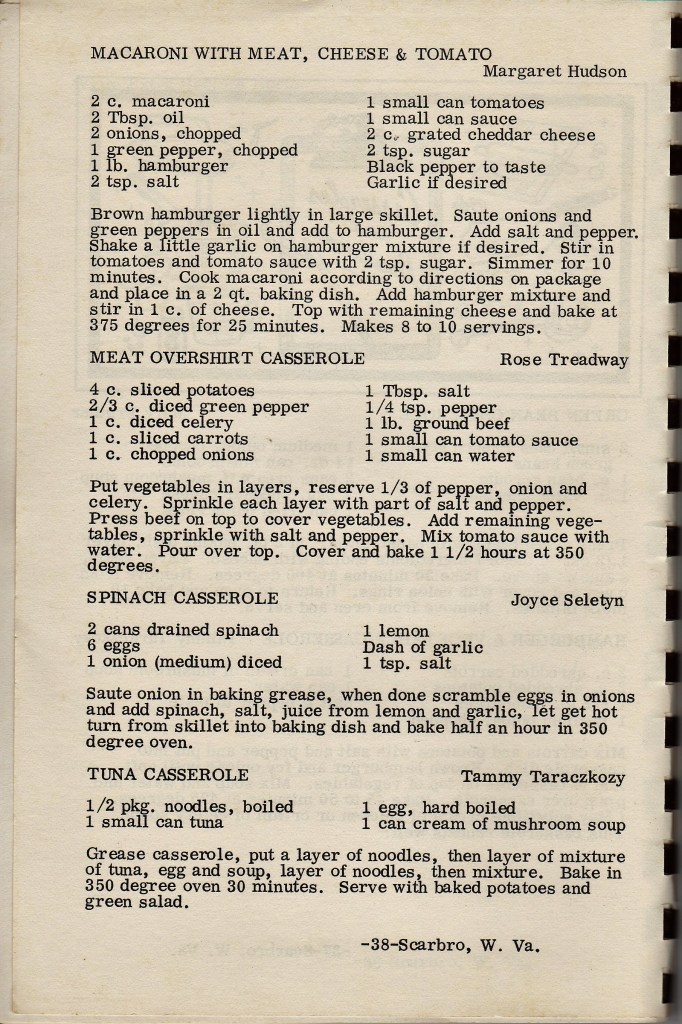 MACARONI WITH MEAT, CHEESE & TOMATO
Margaret Hudson
2 c. macaroni
2 Tbsp. oil
2 onions, chopped
1 green pepper, chopped
1 lb. hamburger
2 tsp. salt
1 small can tomatoes
1 small can sauce
2 c. grated cheddar cheese
2 tsp. sugar
Black pepper to taste
Garlic if desired
Brown hamburger lightly in large skillet. Saute onions and
green peppers in oil and add to hamburger. Add salt and pepper.
Shake a little garlic on hamburger mixture if desired. Stir in
tomatoes and tomato sauce with 2 tsp. sugar. Simmer for 10
minutes. Cook macaroni according to directions on package
and place in a 2 qt. baking dish. Add hamburger mixture and
stir in 1 c. of cheese. Top with remaining cheese and bake at
375 degrees for 25 minutes. Makes 8 to 10 servings.
MEAT OVERSHIRT CASSEROLE Rose Treadway
4 c. sliced potatoes
2/3 c. diced green pepper
1 c. diced celery
1 c. sliced carrots
1 c. chopped onions
1 Tbsp. salt
1/4 tsp. pepper
1 lb. ground beef
1 small can tomato sauce
1 small can water
Put vegetables in layers, reserve 1/3 of pepper, onion and
celery. Sprinkle each layer with part of salt and pepper.
Press beef on top to cover vegetables. Add remaining vege-
tables, sprinkle with salt and pepper. Mix tomato sauce with
water. Pour over top. Cover and bake 1 1/2 hours at 350
degrees.
SPINACH CASSEROLE Joyce Seletyn
2 cans drained spinach
6 eggs
1 onion (medium) diced
1 lemon
Dash of garlic
1 tsp. salt
Saute onion in baking grease, when done scramble eggs in onions
and add spinach, salt, juice from lemon and garlic, let get hot
turn from skillet into baking dish and bake half an hour in 350
degree oven.
TUNA CASSEROLE Tammy Taraczkozy
1/2 pkg. noodles, boiled
1 small can tuna
1 egg, hard boiled
1 can cream of mushroom soup
Grease casserole, put a layer of noodles, then layer of mixture
of tuna, egg and soup, layer of noodles, then mixture. Bake in
350 degree oven 30 minutes. Serve with baked potatoes and
green salad.
-38-Scarbro, W. Va.